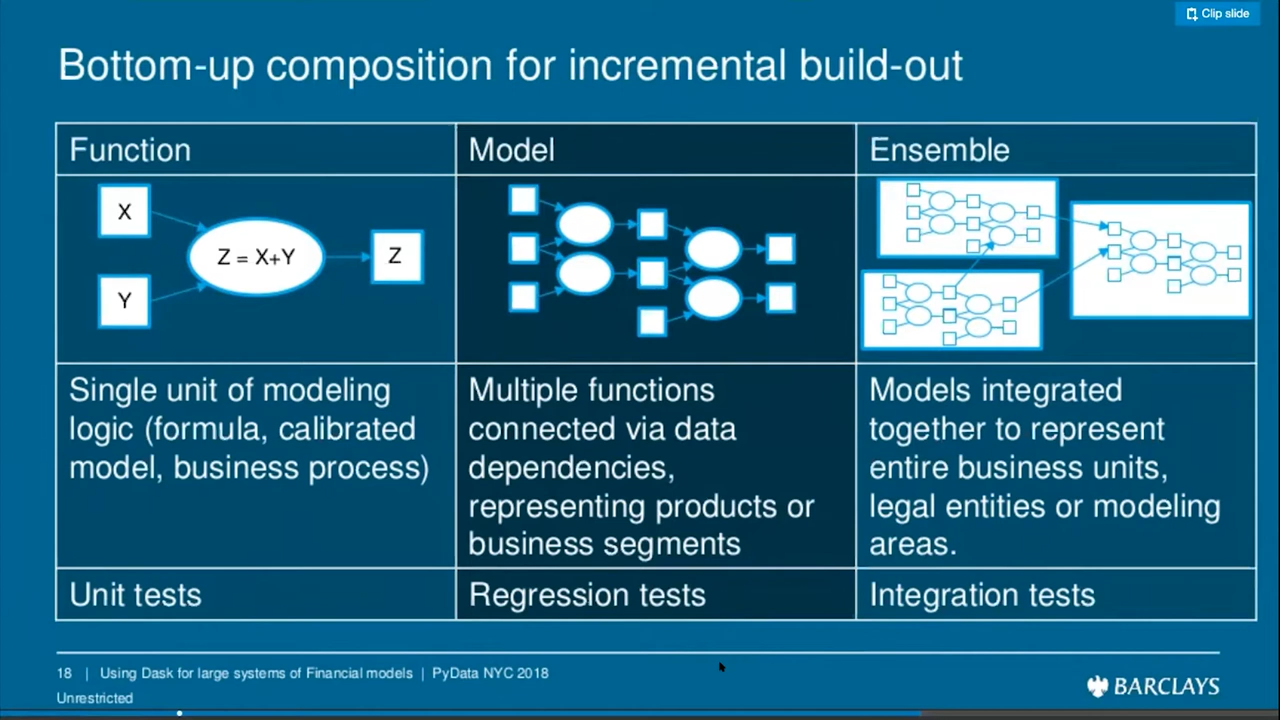 Clip slide
Bottom-up composition for incremental build-out
Function
Model
Ensemble
X
Z = X+Y
Z
Y
Single unit of modeling
logic (formula, calibrated
model, business process)
Multiple functions
connected via data
dependencies,
representing products or
business segments
Models integrated
together to represent
entire business units,
legal entities or modeling
areas.
Unit tests
Regression tests
Integration tests
18 | Using Dask for large systems of Financial models | PyData NYC 2018
Unrestricted
BARCLAYS